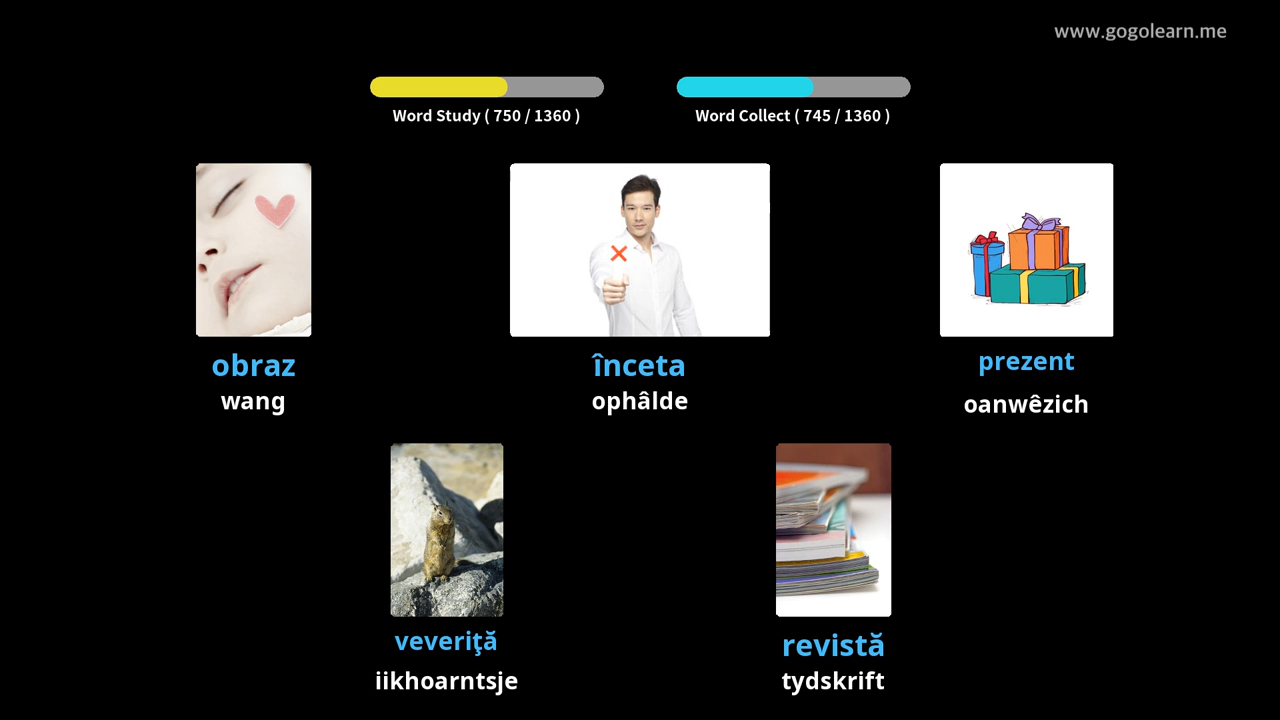 www.gogolearn.me
Word Study ( 750 / 1360 )
Word Collect ( 745 / 1360 )
obraz
wang
înceta
ophâlde
prezent
oanwêzich
veveriţă
iikhoarntsje
revistă
tydskrift